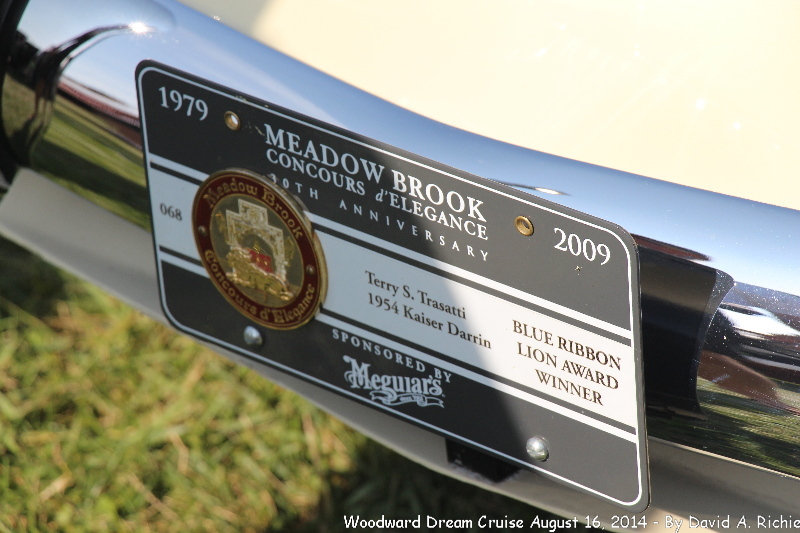 1979
MEADOW BROOK
CONCOURS d'ELEGANCE
30TH ANNIVERSARY
2009
068
Meadow Brook
Concours d'Elegance
Terry S. Trasatti
1954 Kaiser Darrin
BLUE RIBBON
LION AWARD
WINNER
SPONSORED BY
Meguiar's
Woodward Dream Cruise August 16, 2014 - By David A. Richie